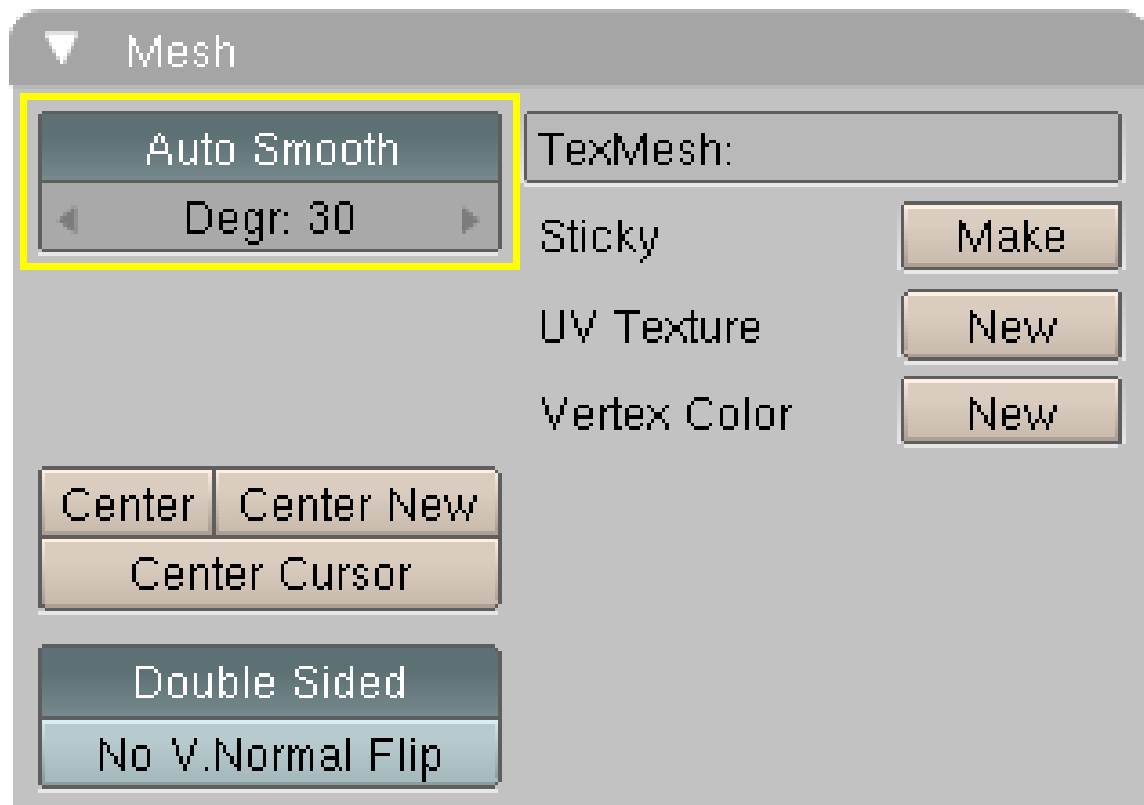 Mesh
Auto Smooth
Degr: 30
TexMesh:
Sticky Make
UV Texture New
Vertex Color New
Center Center New
Center Cursor
Double Sided
No V.Normal Flip